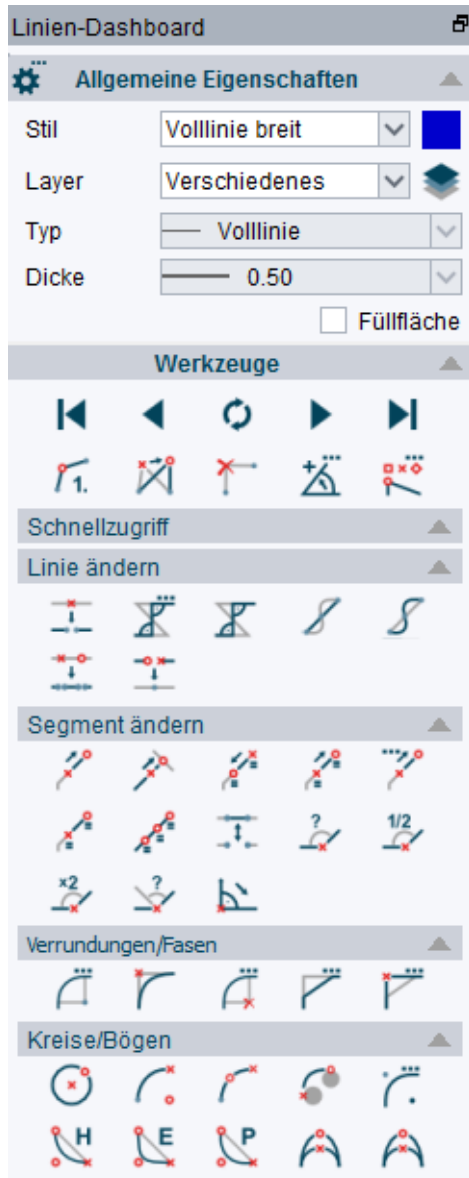 Linien-Dashboard
Allgemeine Eigenschaften
Stil Volllinie breit
Layer Verschiedenes
Typ Volllinie
Dicke 0.50
Füllfläche
Werkzeuge
1.
Schnellzugriff
Linie ändern
Segment ändern
? 1/2
x2 ?
Verrundungen/Fasen
Kreise/Bögen
H E P